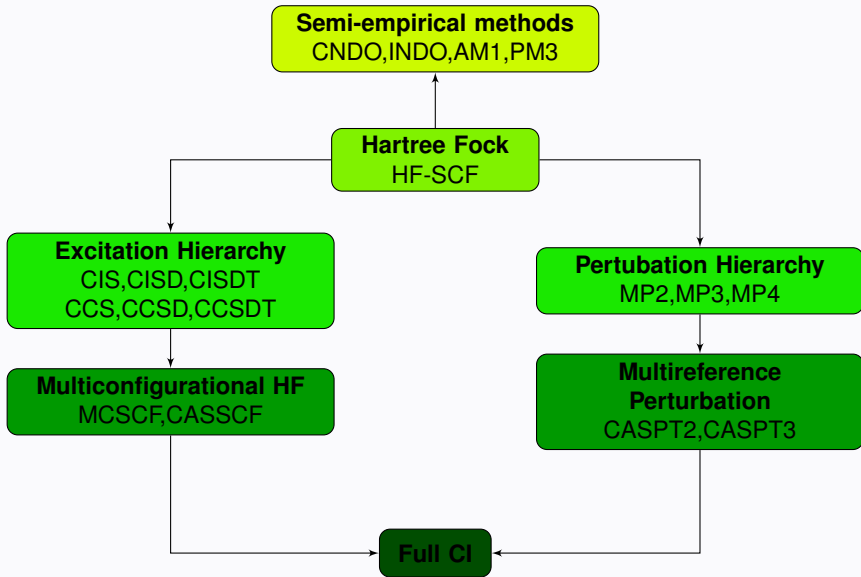 Semi-empirical methods
CNDO,INDO,AM1,PM3
Hartree Fock
HF-SCF
Excitation Hierarchy
CIS,CISD,CISDT
CCS,CCSD,CCSDT
Pertubation Hierarchy
MP2,MP3,MP4
Multiconfigurational HF
MCSCF,CASSCF
Multireference
Perturbation
CASPT2,CASPT3
Full CI